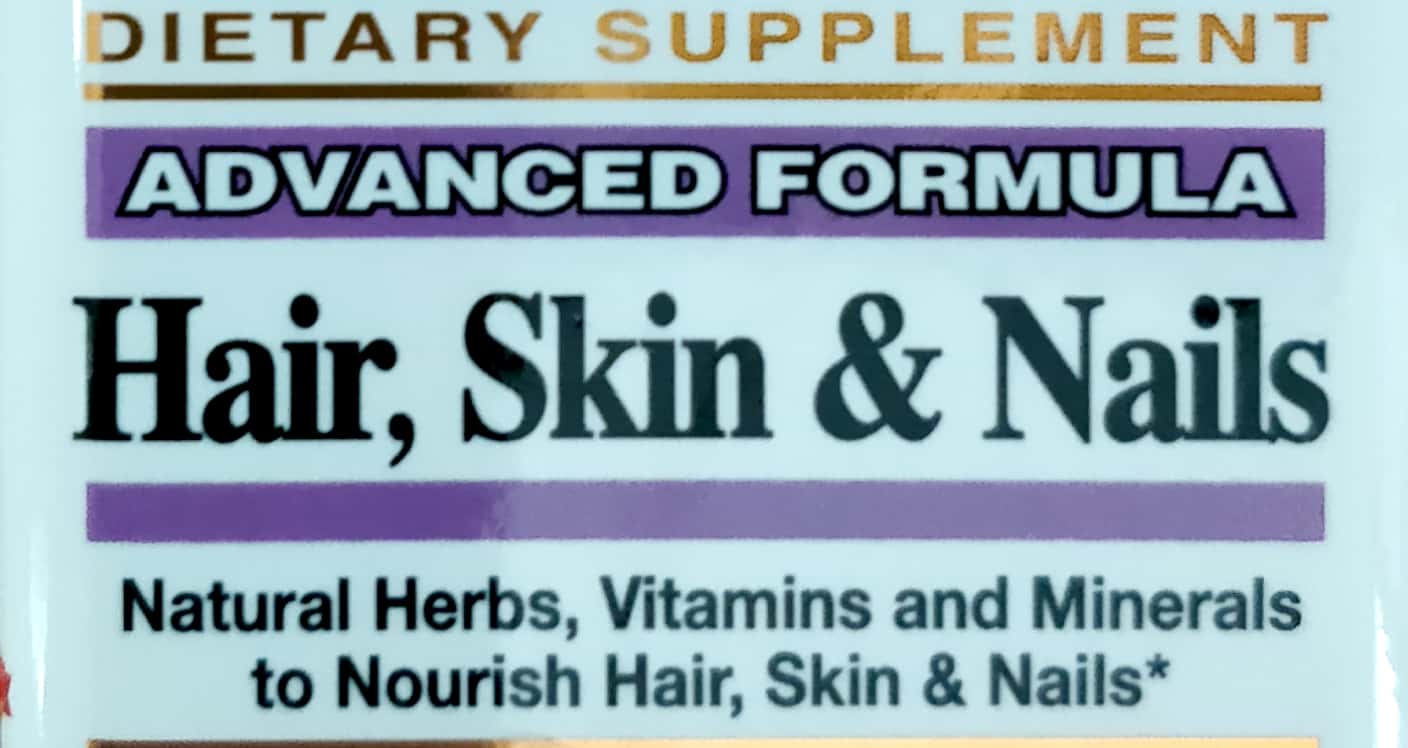 DIETARY SUPPLEMENT
ADVANCED FORMULA
Hair, Skin & Nails
Natural Herbs, Vitamins and Minerals
to Nourish Hair, Skin & Nails*